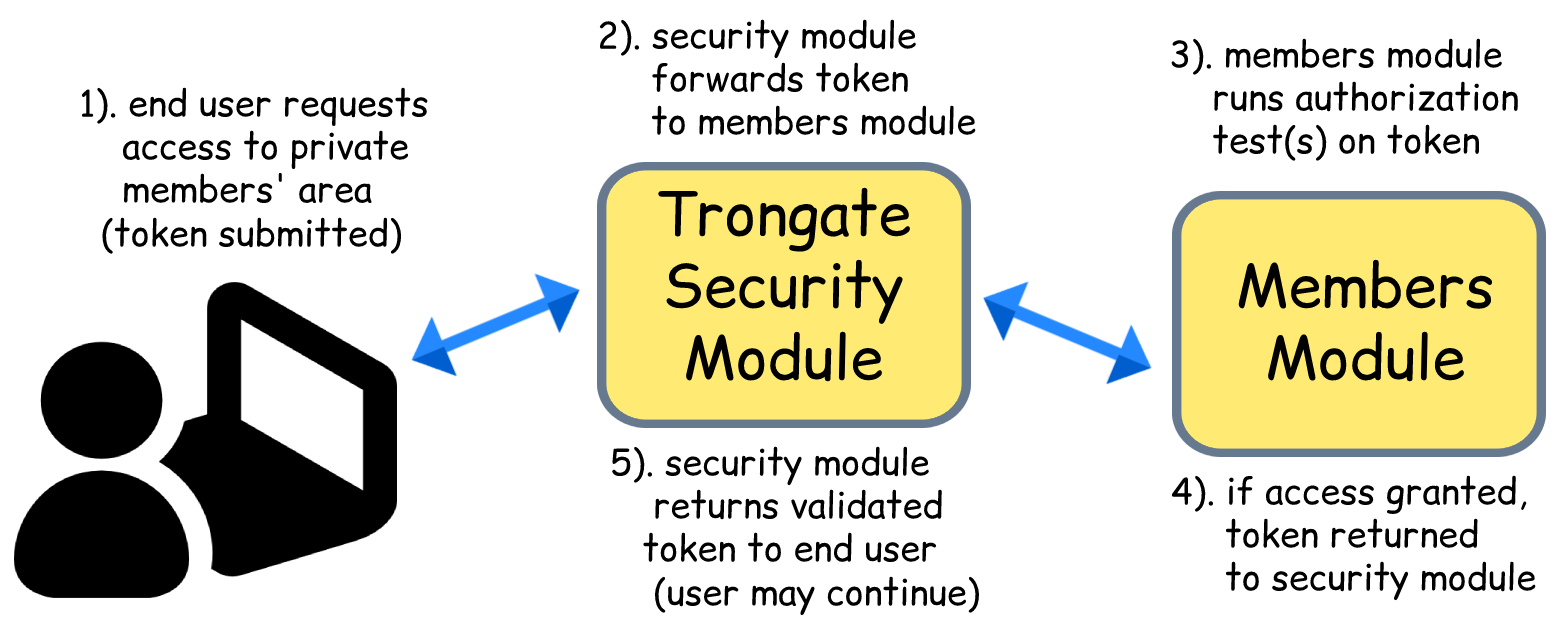 1). end user requests
access to private
members' area
(token submitted)
2). security module
forwards token
to members module
Trongate
Security
Module
3). members module
runs authorization
test(s) on token
Members
Module
4). if access granted,
token returned
to security module
5). security module
returns validated
token to end user
(user may continue)